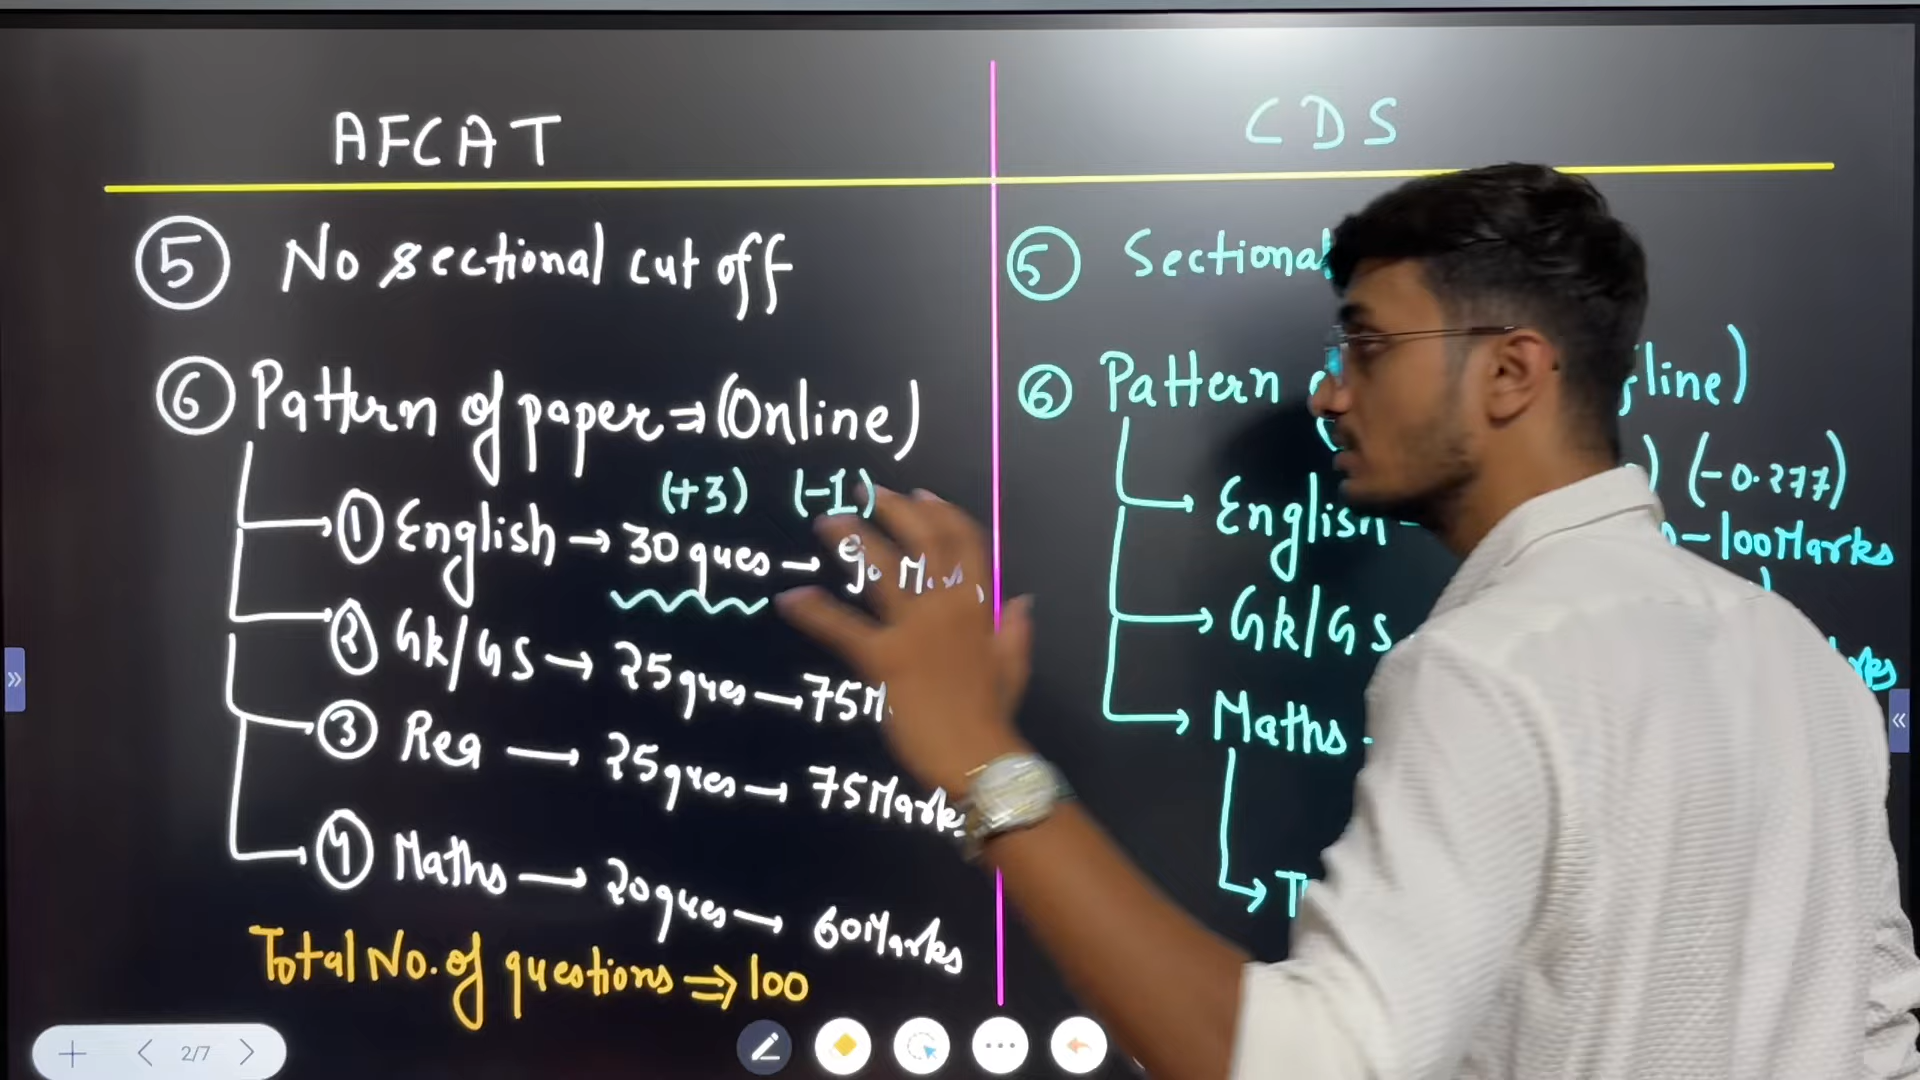 AFCAT
CDS
5 No sectional cut off
6 Pattern of paper ⇒ (Online)
(+3) (-1)
1 English → 30 ques → 90
2 GK/GS → 25 ques → 75
3 Rea → 25 ques → 75 Marks
4 Maths → 20 ques → 60 Marks
Total No. of questions ⇒ 100
5 Sectional
6 Pattern
(-0.277)
English
100 Marks
GK/GS
Maths
2/7